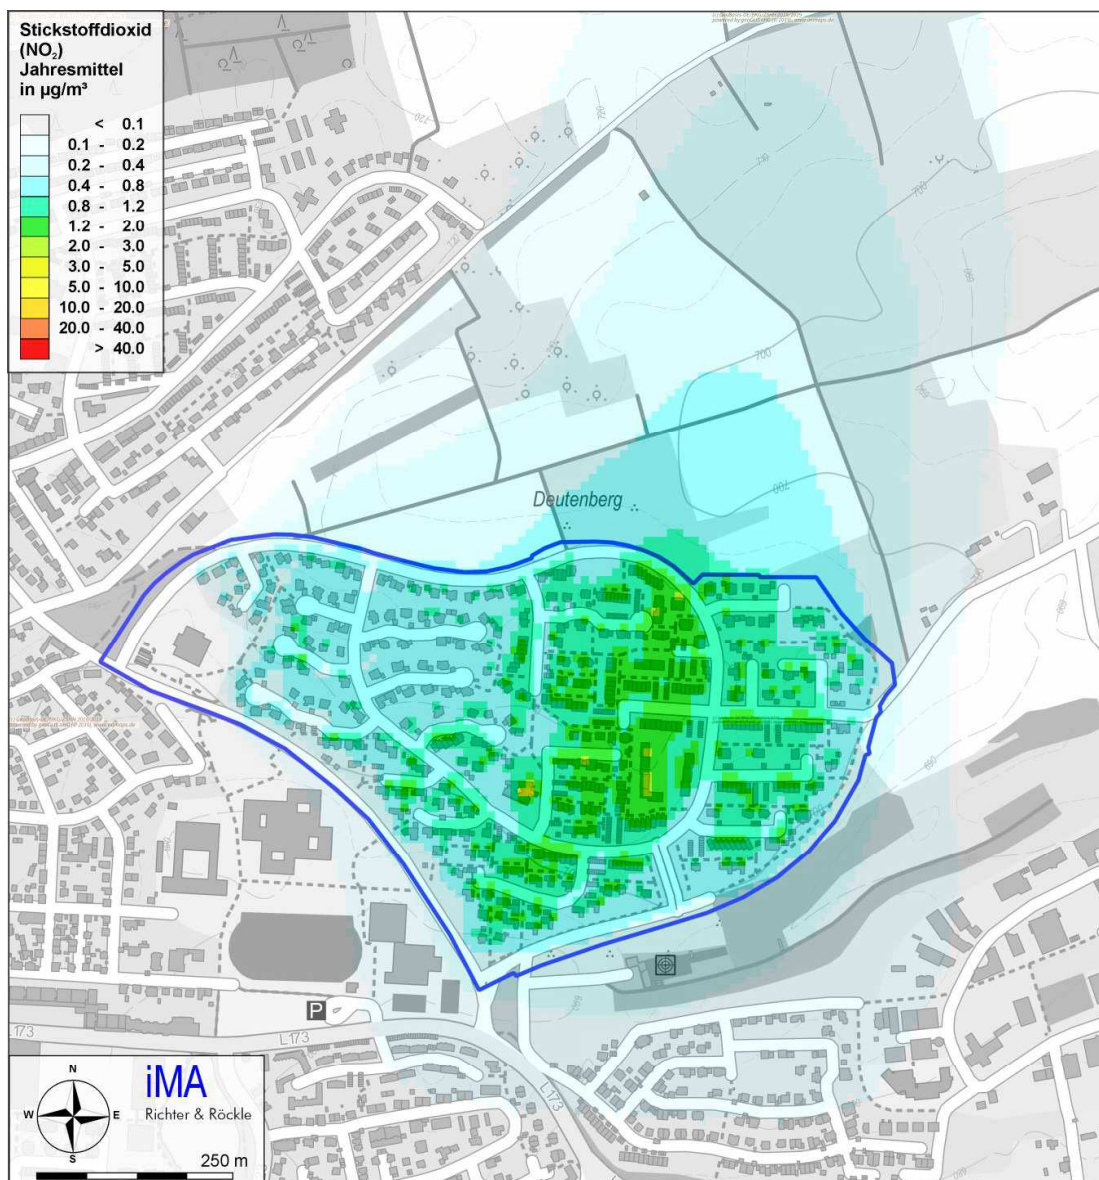 Stickstoffdioxid
(NO₂)
Jahresmittel
in µg/m³
< 0.1
0.1 - 0.2
0.2 - 0.4
0.4 - 0.8
0.8 - 1.2
1.2 - 2.0
2.0 - 3.0
3.0 - 5.0
5.0 - 10.0
10.0 - 20.0
20.0 - 40.0
> 40.0
720
700
700
700
Deutenberg
P
L173
L173
N
W E
S
iMA
Richter & Röckle
250 m